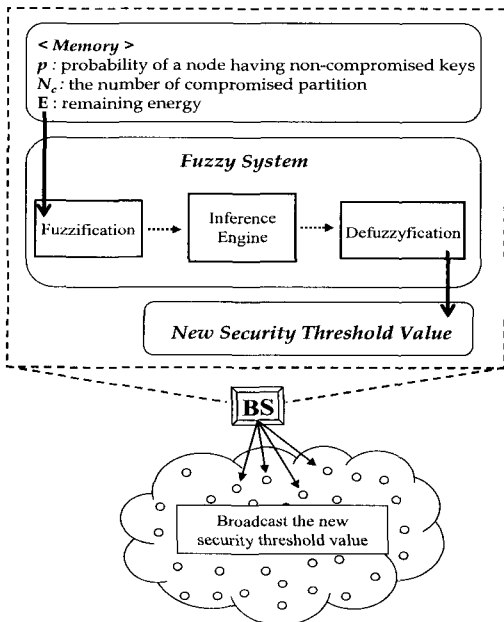 < Memory >
p : probability of a node having non-compromised keys
N_c : the number of compromised partition
E : remaining energy
Fuzzy System
Fuzzification
Inference
Engine
Defuzzyfication
New Security Threshold Value
BS
Broadcast the new
security threshold value